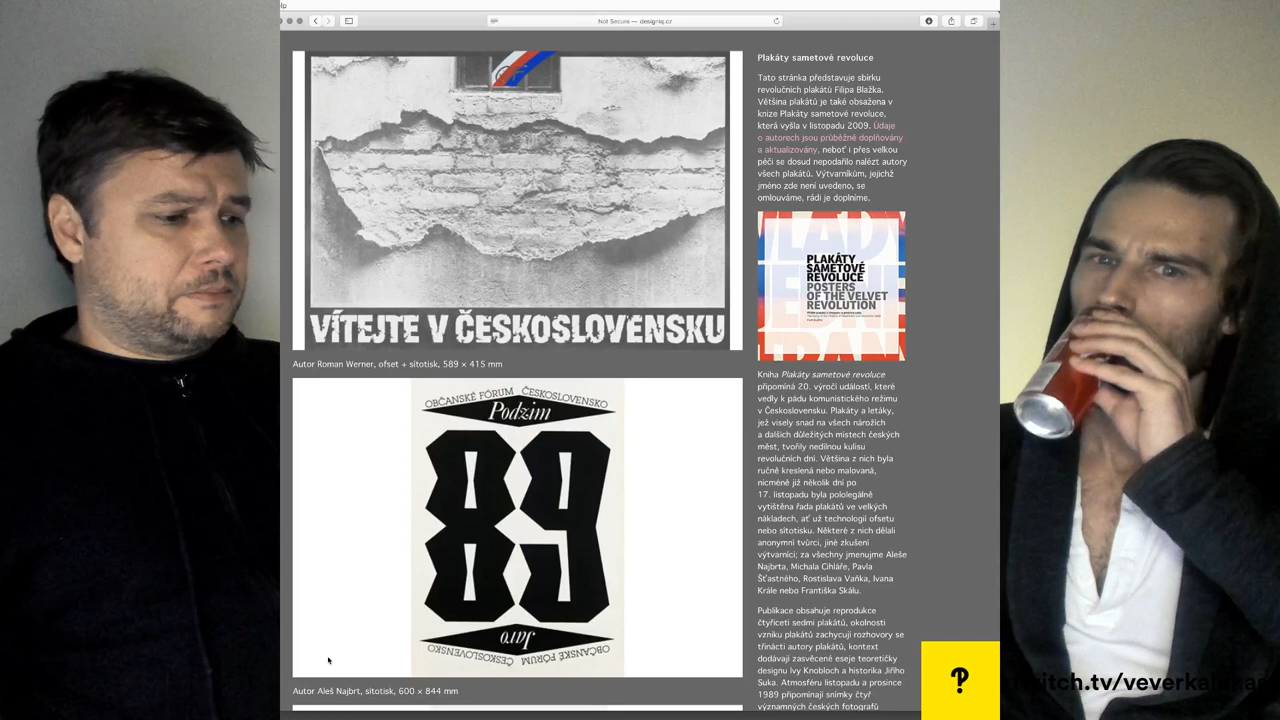 lp
Not Secure — designiq.cz
VÍTEJTE V ČESKOSLOVENSKU
Autor Roman Werner, ofset + sítotisk, 589 × 415 mm
OBČANSKÉ FÓRUM ČESKOSLOVENSKO
Podzim
89
Jaro
OBČANSKÉ FÓRUM ČESKOSLOVENSKO
Autor Aleš Najbrt, sítotisk, 600 × 844 mm
Plakáty sametové revoluce
Tato stránka představuje sbírku
revolučních plakátů Filipa Blažka.
Většina plakátů je také obsažena v
knize Plakáty sametové revoluce,
která vyšla v listopadu 2009. Údaje
o autorech jsou průběžně doplňovány
a aktualizovány, neboť i přes velkou
péči se dosud nepodařilo nalézt autory
všech plakátů. Výtvarníkům, jejichž
jméno zde není uvedeno, se
omlouváme, rádi je doplníme.
PLAKÁTY
SAMETOVÉ
REVOLUCE
POSTERS
OF THE VELVET
REVOLUTION
Kniha Plakáty sametové revoluce
připomíná 20. výročí událostí, které
vedly k pádu komunistického režimu
v Československu. Plakáty a letáky,
jež visely snad na všech nárožích
a dalších důležitých místech českých
měst, tvořily nedílnou kulisu
revolučních dní. Většina z nich byla
ručně kreslená nebo malovaná,
nicméně již několik dní po
17. listopadu byla pololegálně
vytištěna řada plakátů ve velkých
nákladech, ať už technologií ofsetu
nebo sítotisku. Některé z nich dělali
anonymní tvůrci, jiné zkušení
výtvarníci; za všechny jmenujme Aleše
Najbrta, Michala Cihláře, Pavla
Šťastného, Rostislava Vaňka, Ivana
Krále nebo Františka Skálu.
Publikace obsahuje reprodukce
čtyřiceti sedmi plakátů, okolnosti
vzniku plakátů zachycují rozhovory se
třinácti autory plakátů, kontext
dodávají zasvěcené eseje teoretičky
designu Ivy Knobloch a historika Jiřího
Suka. Atmosféru listopadu a prosince
1989 připomínají snímky čtyř
významných českých fotografů
?
twitch.tv/veverkalukas